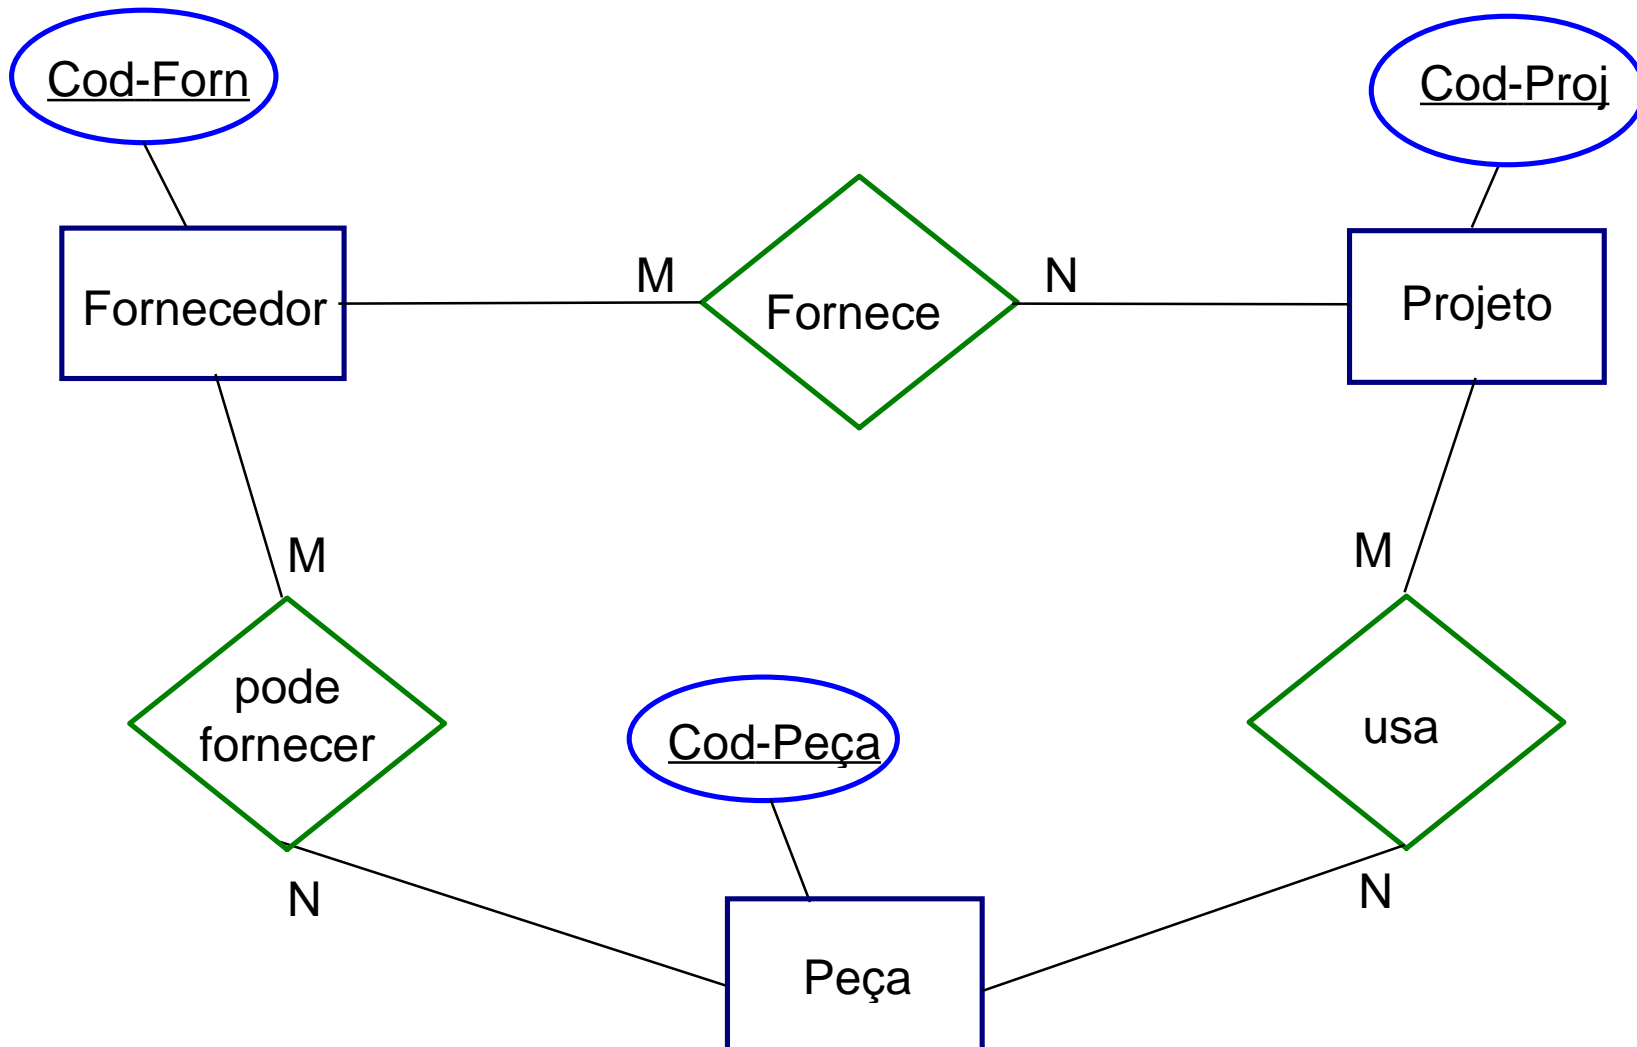 Cod-Forn
Cod-Proj
Fornecedor
M
Fornece
N
Projeto
M
M
pode
fornecer
Cod-Peça
usa
N
N
Peça